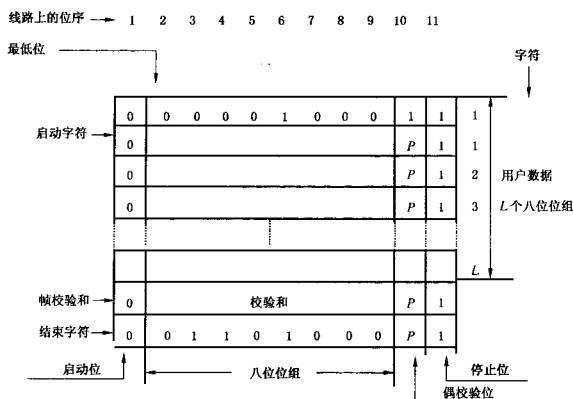 线路上的位序 1 2 3 4 5 6 7 8 9 10 11
最低位
字符
0 0 0 0 0 1 0 0 0 1 1 1
启动字符
0 P 1 1
0 P 1 2 用户数据
0 P 1 3 L个八位位组
L
帧校验和 0 校验和 P 1
结束字符 0 0 1 1 0 1 0 0 0 P 1
启动位 八位位组 停止位
偶校验位